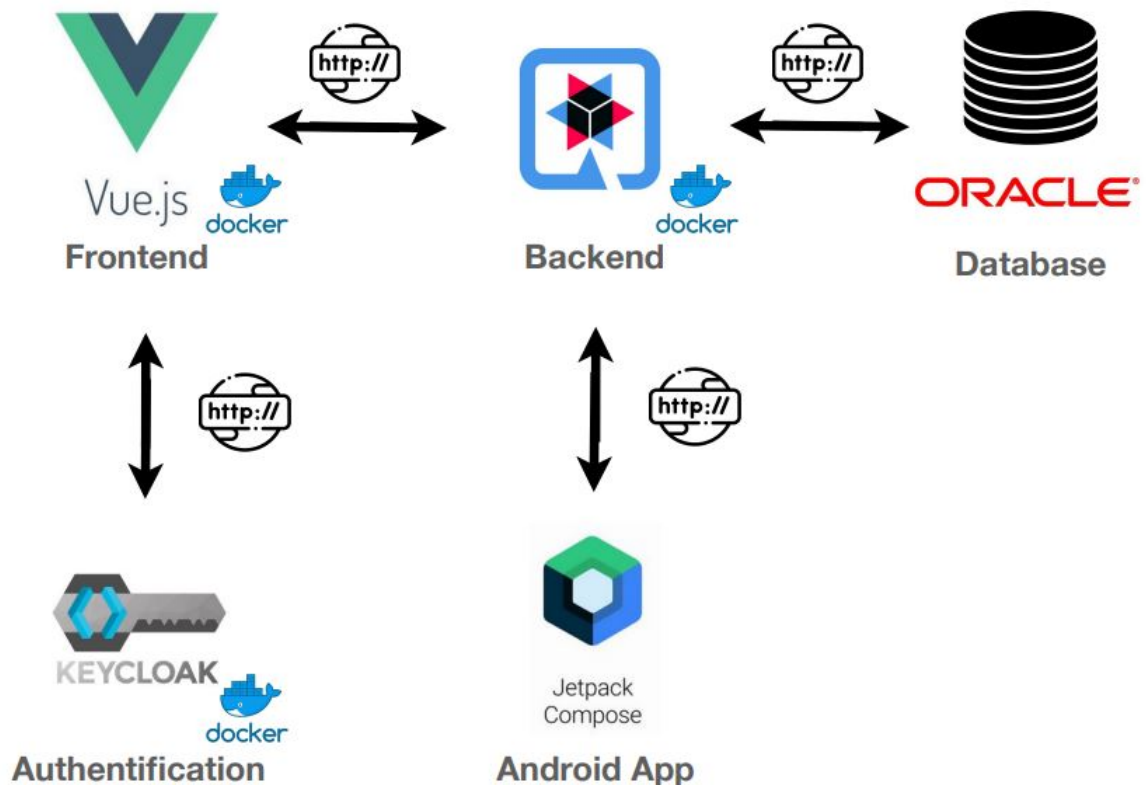 http://
http://
Vue.js
docker
docker
ORACLE®
Frontend
Backend
Database
http://
http://
KEYCLOAK
docker
Jetpack
Compose
Authentification
Android App